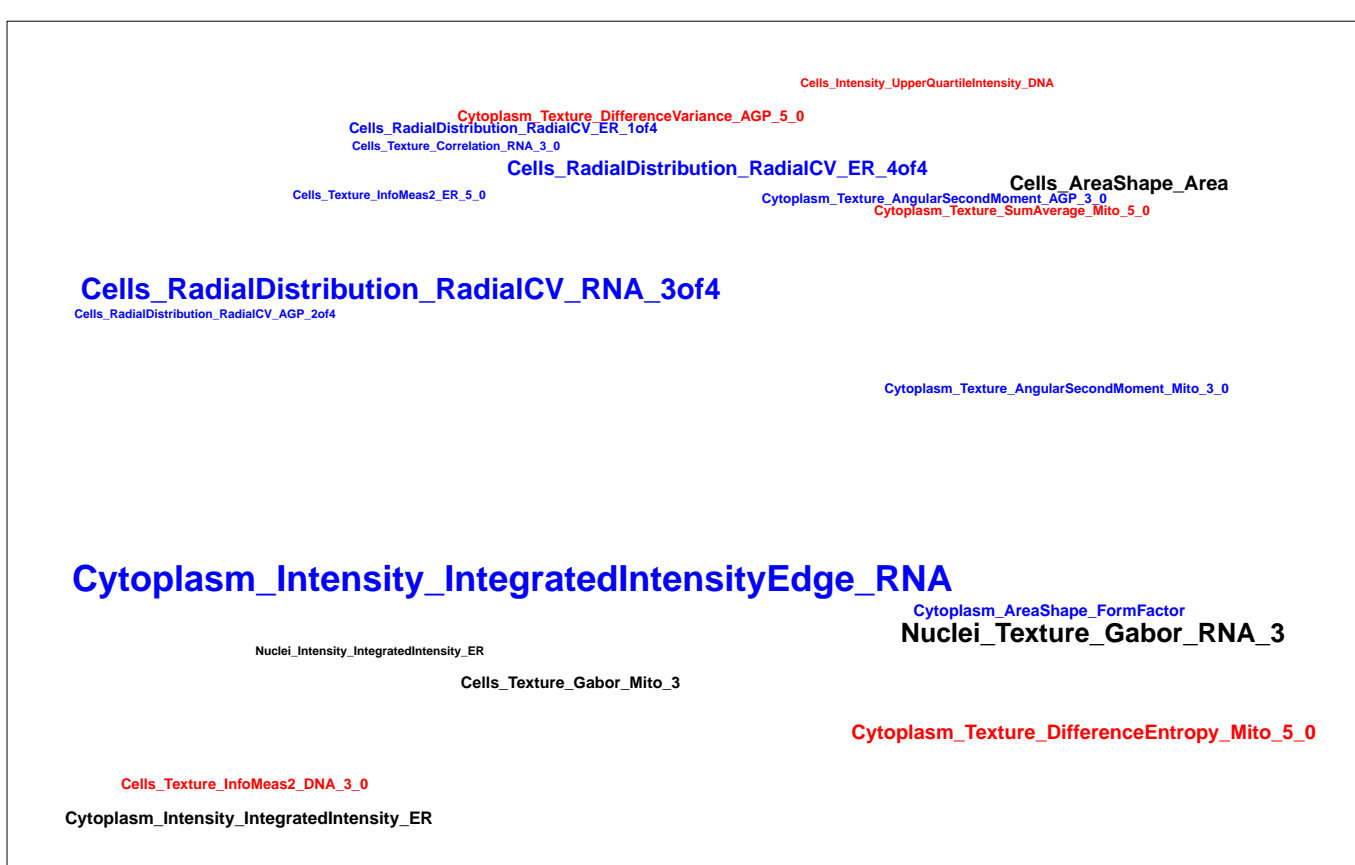 Cells_Intensity_UpperQuartileIntensity_DNA
Cytoplasm_Texture_DifferenceVariance_AGP_5_0
Cells_RadialDistribution_RadialCV_ER_1of4
Cells_Texture_Correlation_RNA_3_0
Cells_RadialDistribution_RadialCV_ER_4of4
Cells_AreaShape_Area
Cells_Texture_InfoMeas2_ER_5_0
Cytoplasm_Texture_AngularSecondMoment_AGP_3_0
Cytoplasm_Texture_SumAverage_Mito_5_0
Cells_RadialDistribution_RadialCV_RNA_3of4
Cells_RadialDistribution_RadialCV_AGP_2of4
Cytoplasm_Texture_AngularSecondMoment_Mito_3_0
Cytoplasm_Intensity_IntegratedIntensityEdge_RNA
Cytoplasm_AreaShape_FormFactor
Nuclei_Texture_Gabor_RNA_3
Nuclei_Intensity_IntegratedIntensity_ER
Cells_Texture_Gabor_Mito_3
Cytoplasm_Texture_DifferenceEntropy_Mito_5_0
Cells_Texture_InfoMeas2_DNA_3_0
Cytoplasm_Intensity_IntegratedIntensity_ER